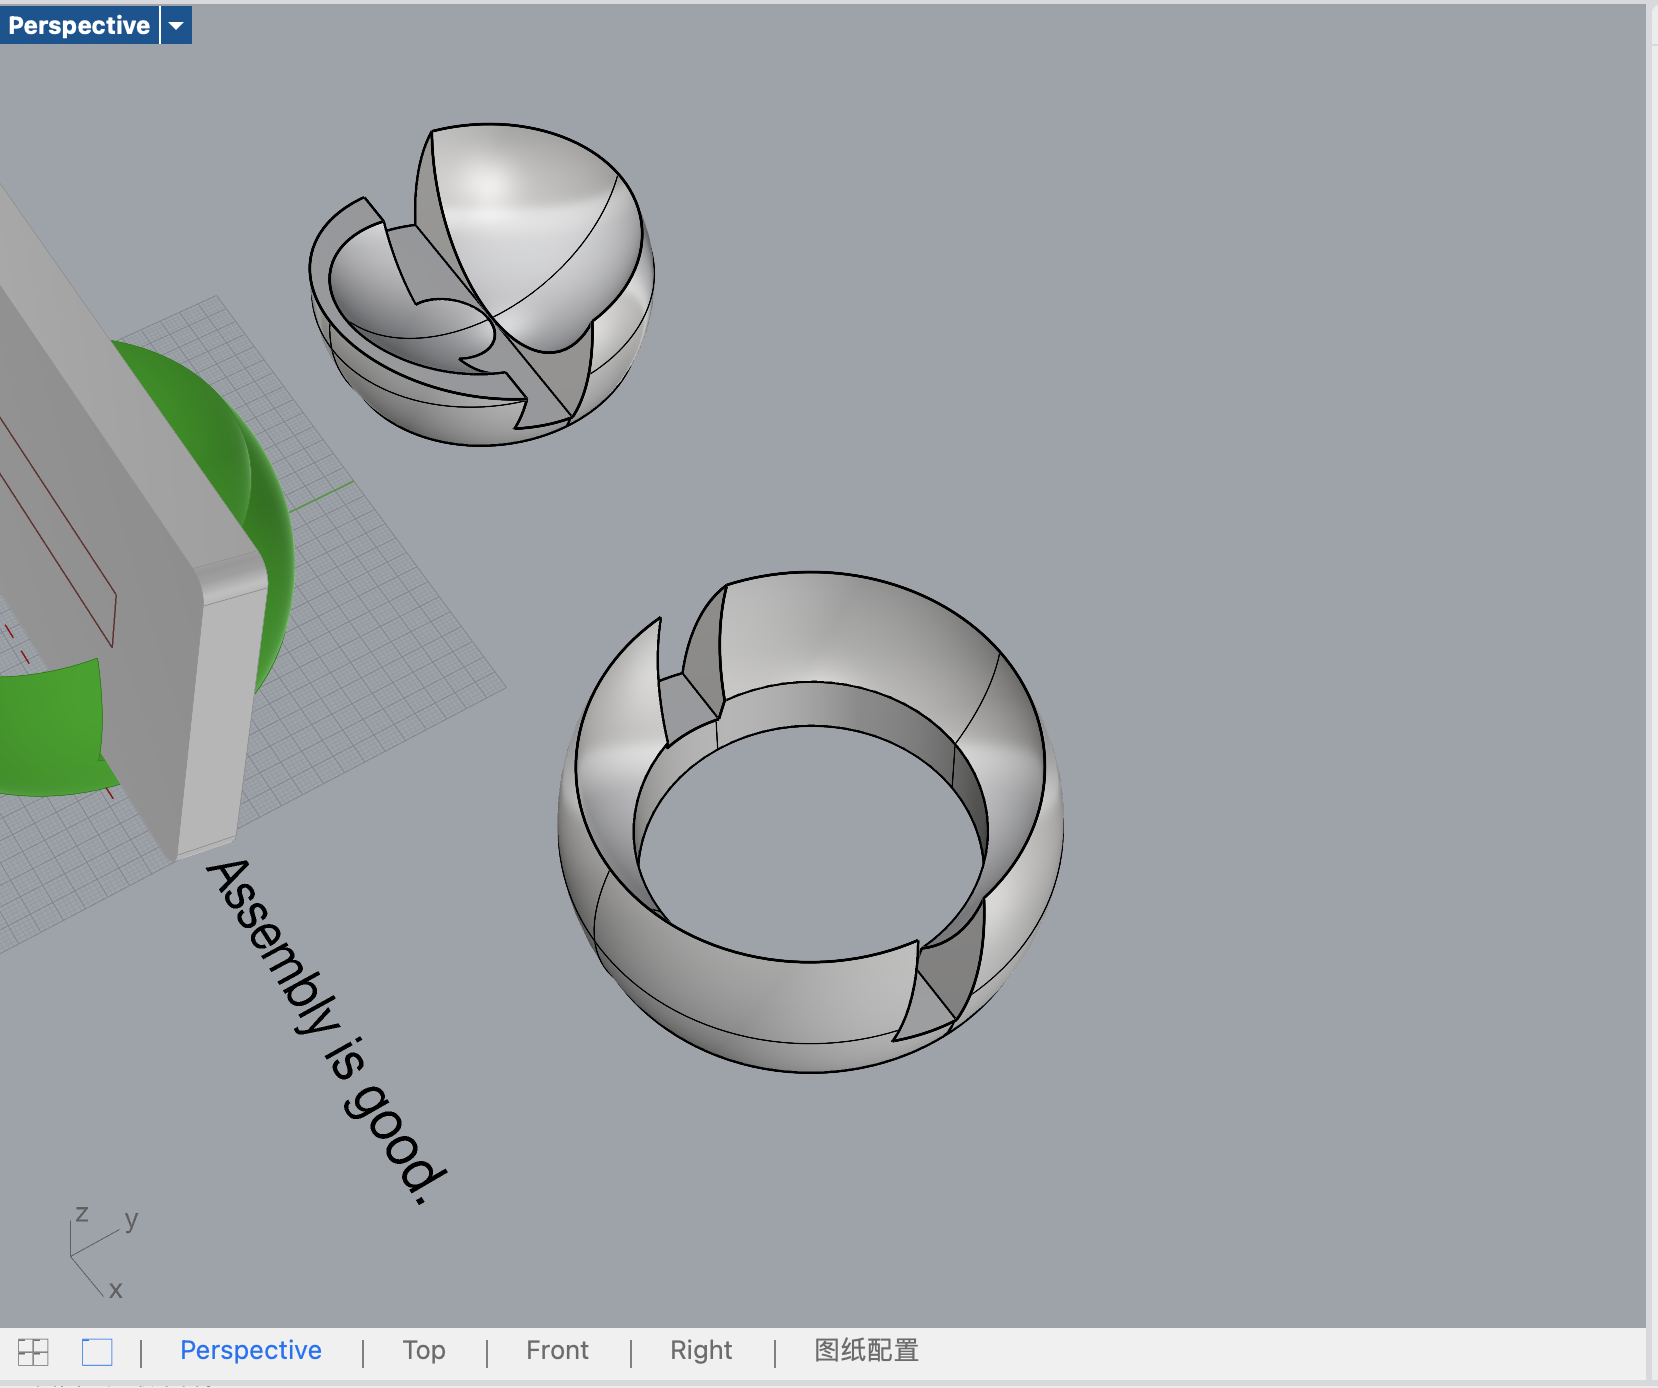 Perspective
Assembly is good.
z
y
x
Perspective | Top | Front | Right | 图纸配置